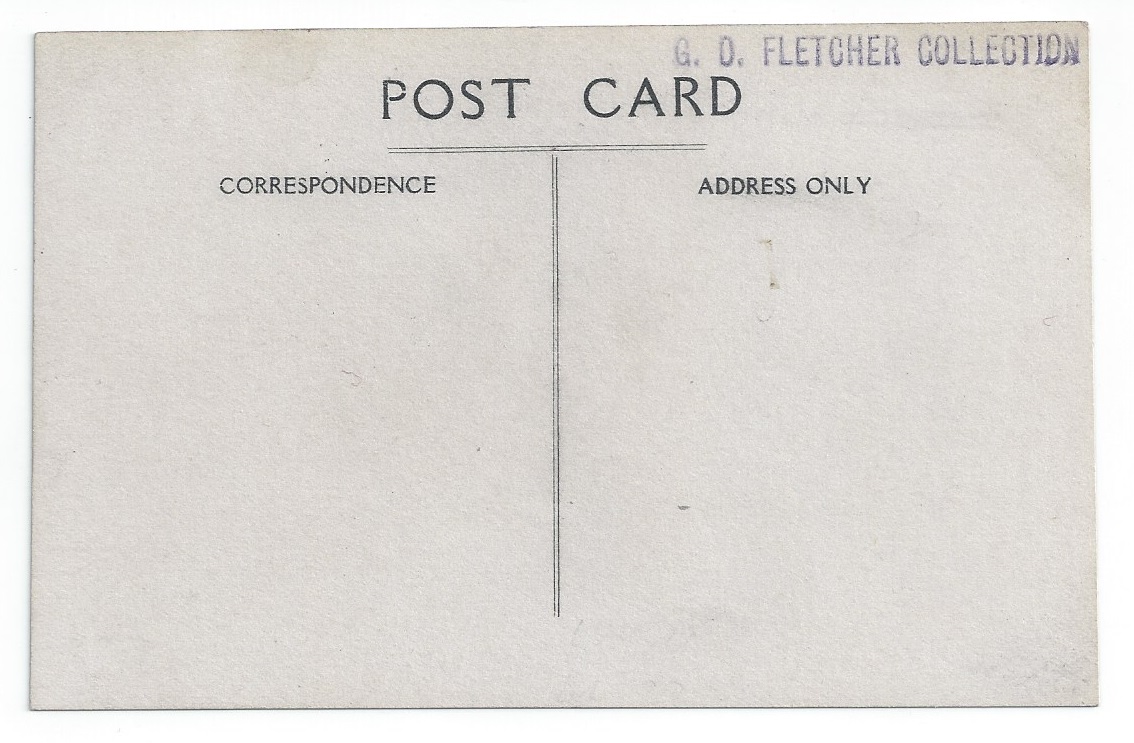 G. D. FLETCHER COLLECTION
POST CARD
CORRESPONDENCE
ADDRESS ONLY